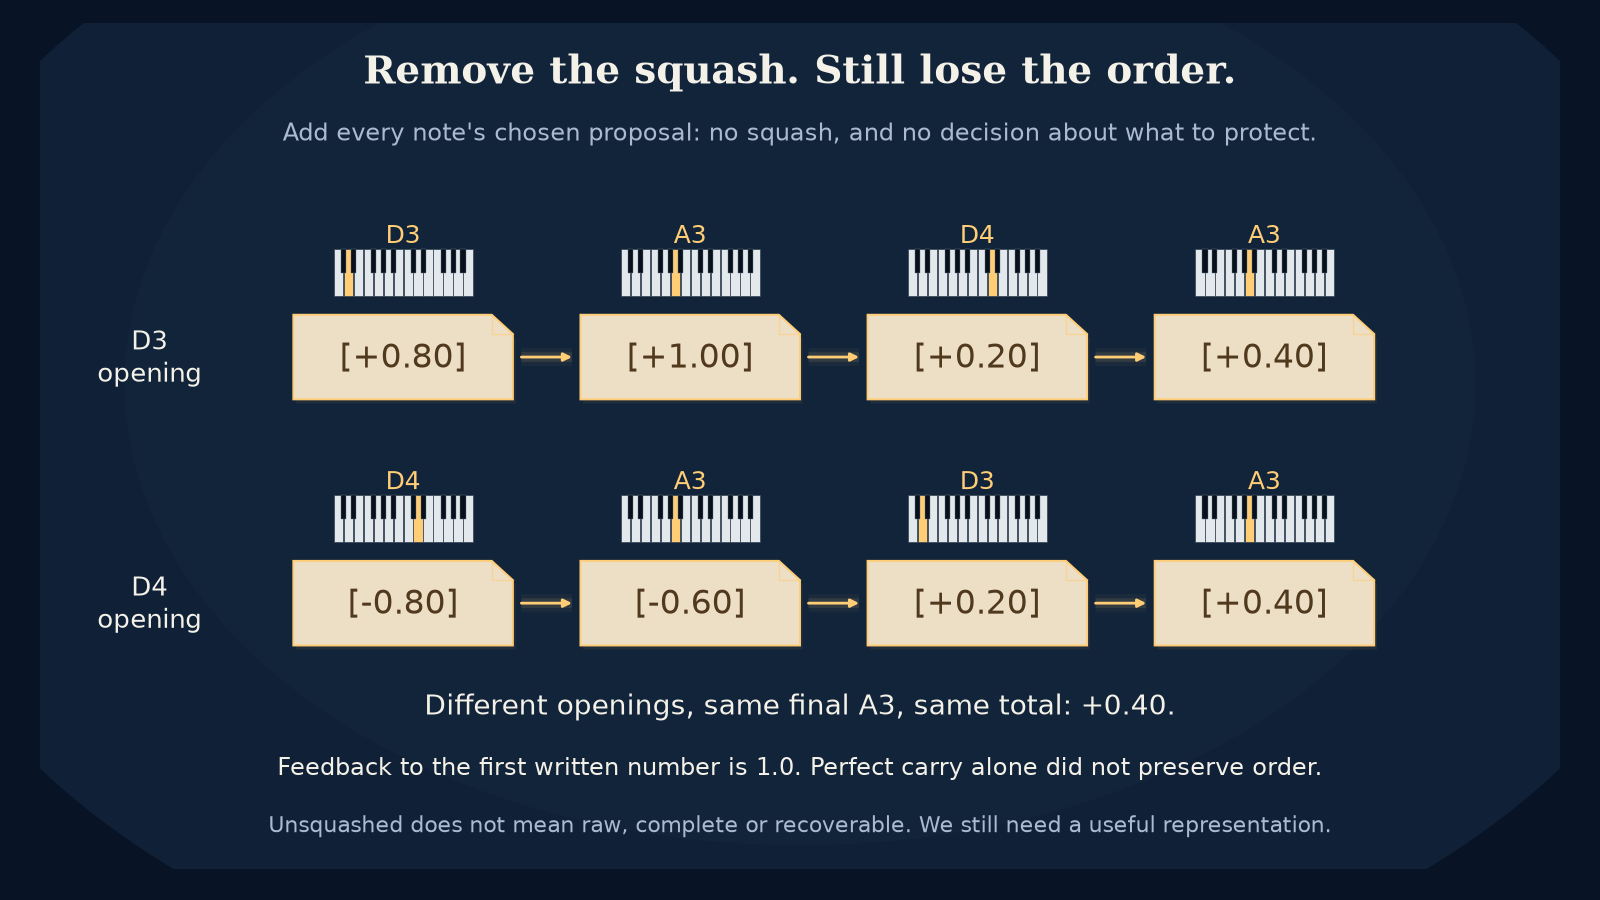 Remove the squash. Still lose the order.
Add every note's chosen proposal: no squash, and no decision about what to protect.
D3 A3 D4 A3
D3
opening
[+0.80] [+1.00] [+0.20] [+0.40]
D4 A3 D3 A3
D4
opening
[-0.80] [-0.60] [+0.20] [+0.40]
Different openings, same final A3, same total: +0.40.
Feedback to the first written number is 1.0. Perfect carry alone did not preserve order.
Unsquashed does not mean raw, complete or recoverable. We still need a useful representation.